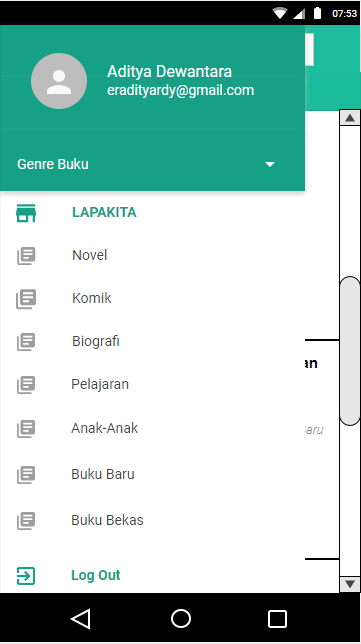 07:53
Aditya Dewantara
eradityardy@gmail.com
Genre Buku
LAPAKITA
Novel
Komik
Biografi
an
Pelajaran
Anak-Anak
Baru
Buku Baru
Buku Bekas
Log Out